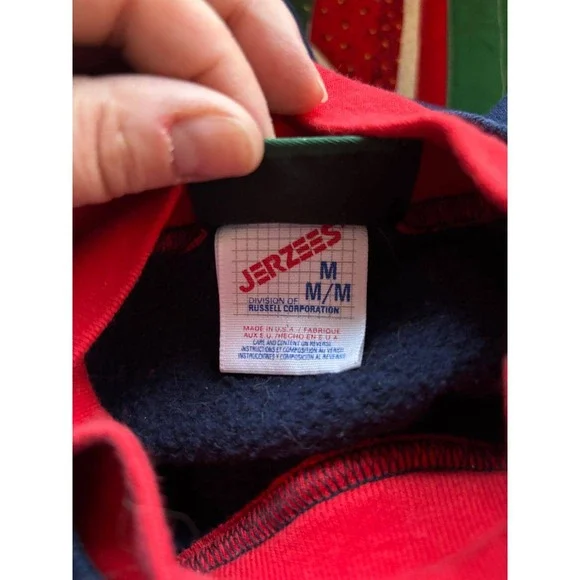 JERZEES
M
M/M
DIVISION OF
RUSSELL CORPORATION
MADE IN U.S.A. / FABRIQUE
AUX E.U. / HECHO EN E.U.A.
CARE AND CONTENT ON REVERSE
INSTRUCTIONS ET COMPOSITION AU VERSO
INSTRUCCIONES Y COMPOSICION AL REVERSO